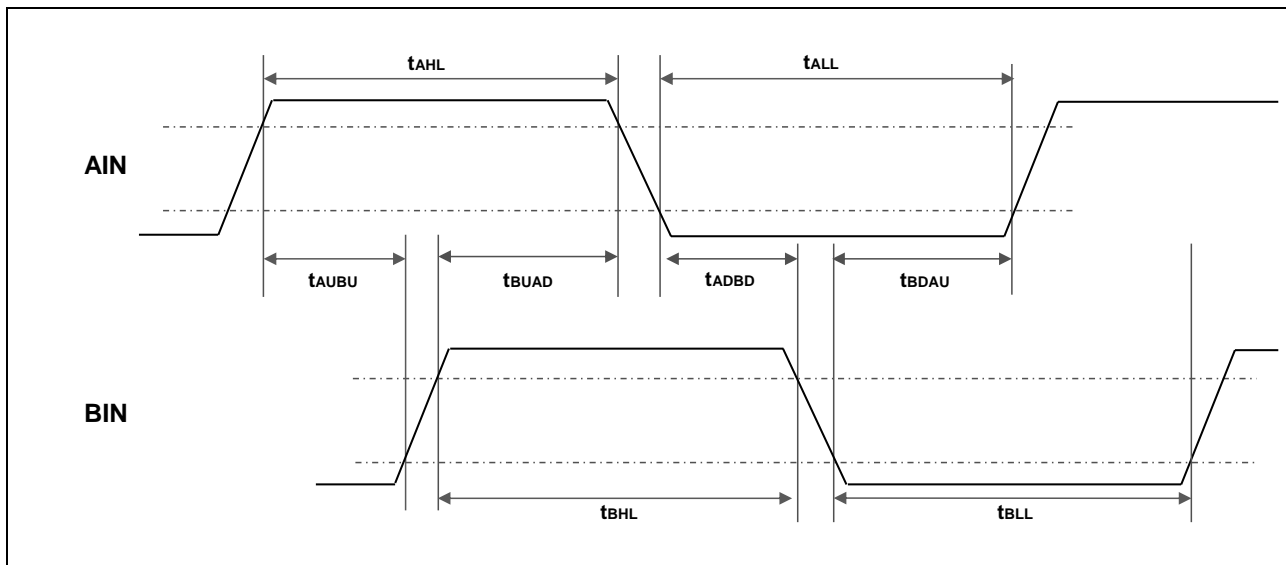 tAHL tALL
AIN
tAUBU tBUAD tADBD tBDAU
BIN
tBHL tBLL